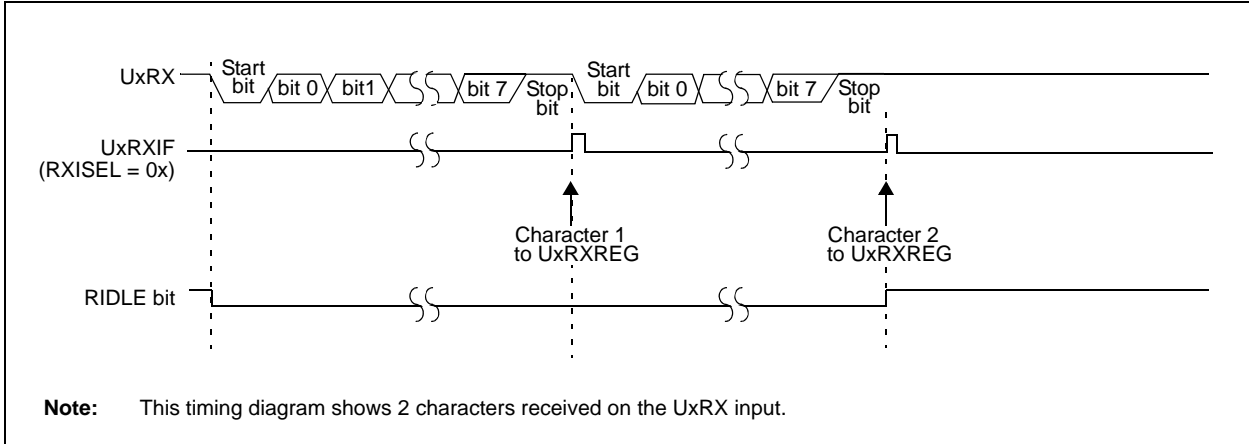 UxRX
Start
bit
bit 0
bit1
bit 7
Stop
bit
Start
bit
bit 0
bit 7
Stop
bit
UxRXIF
(RXISEL = 0x)
Character 1
to UxRXREG
Character 2
to UxRXREG
RIDLE bit
Note: This timing diagram shows 2 characters received on the UxRX input.